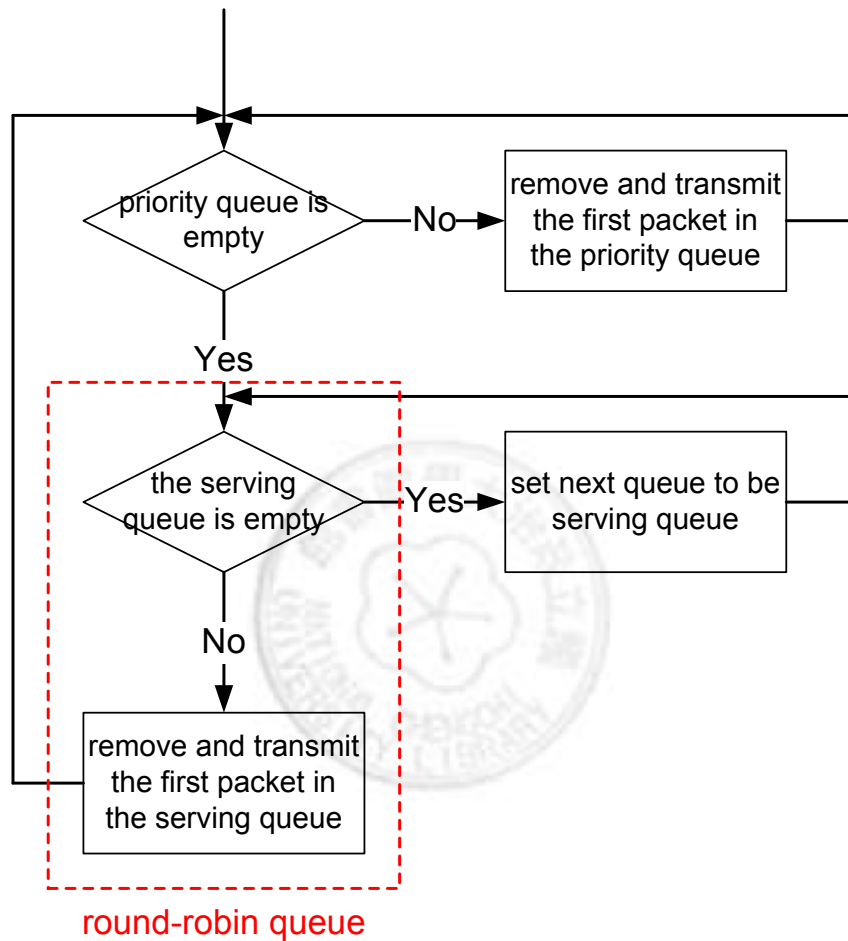 priority queue is
empty
No
remove and transmit
the first packet in
the priority queue
Yes
the serving
queue is empty
Yes
set next queue to be
serving queue
No
remove and transmit
the first packet in
the serving queue
round-robin queue